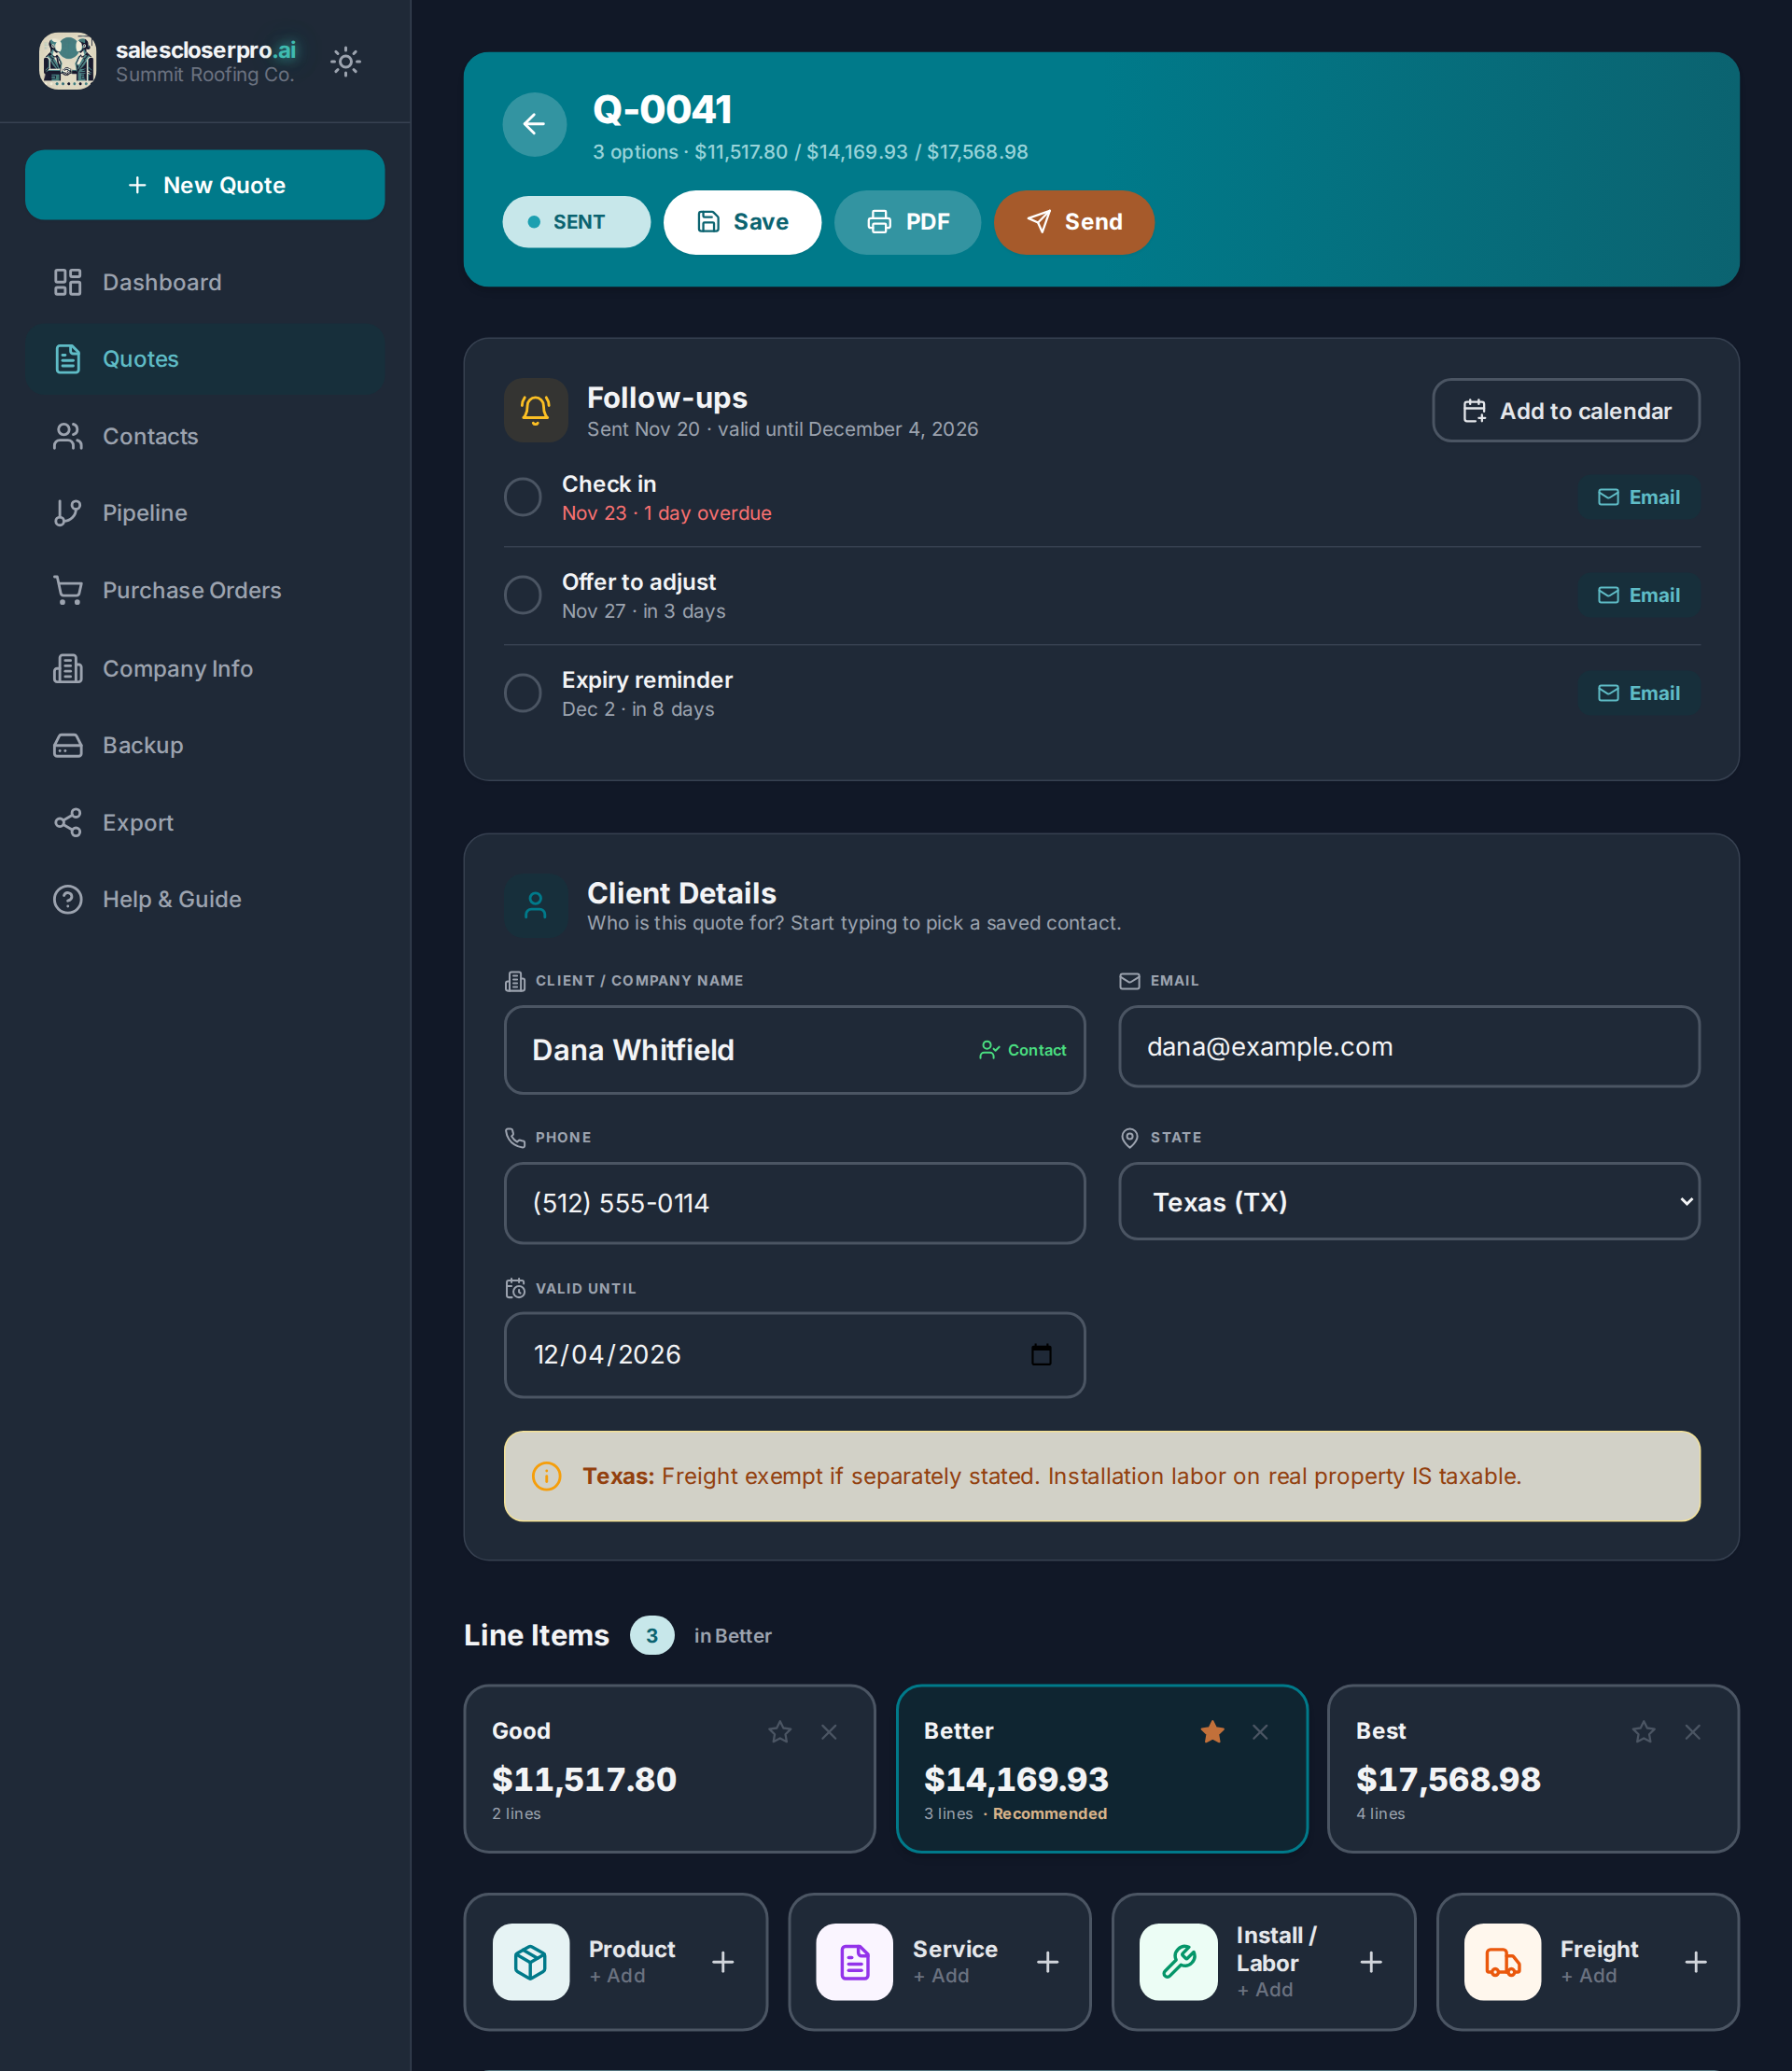 salescloserpro.ai
Summit Roofing Co.
New Quote
Dashboard
Quotes
Contacts
Pipeline
Purchase Orders
Company Info
Backup
Export
Help & Guide
Q-0041
3 options · $11,517.80 / $14,169.93 / $17,568.98
SENT
Save
PDF
Send
Follow-ups
Sent Nov 20 · valid until December 4, 2026
Add to calendar
Check in
Nov 23 · 1 day overdue
Email
Offer to adjust
Nov 27 · in 3 days
Email
Expiry reminder
Dec 2 · in 8 days
Email
Client Details
Who is this quote for? Start typing to pick a saved contact.
CLIENT / COMPANY NAME
Dana Whitfield
Contact
EMAIL
dana@example.com
PHONE
(512) 555-0114
STATE
Texas (TX)
VALID UNTIL
12/04/2026
Texas: Freight exempt if separately stated. Installation labor on real property IS taxable.
Line Items 3 in Better
Good
$11,517.80
2 lines
Better
$14,169.93
3 lines · Recommended
Best
$17,568.98
4 lines
Product
+ Add
Service
+ Add
Install /
Labor
+ Add
Freight
+ Add